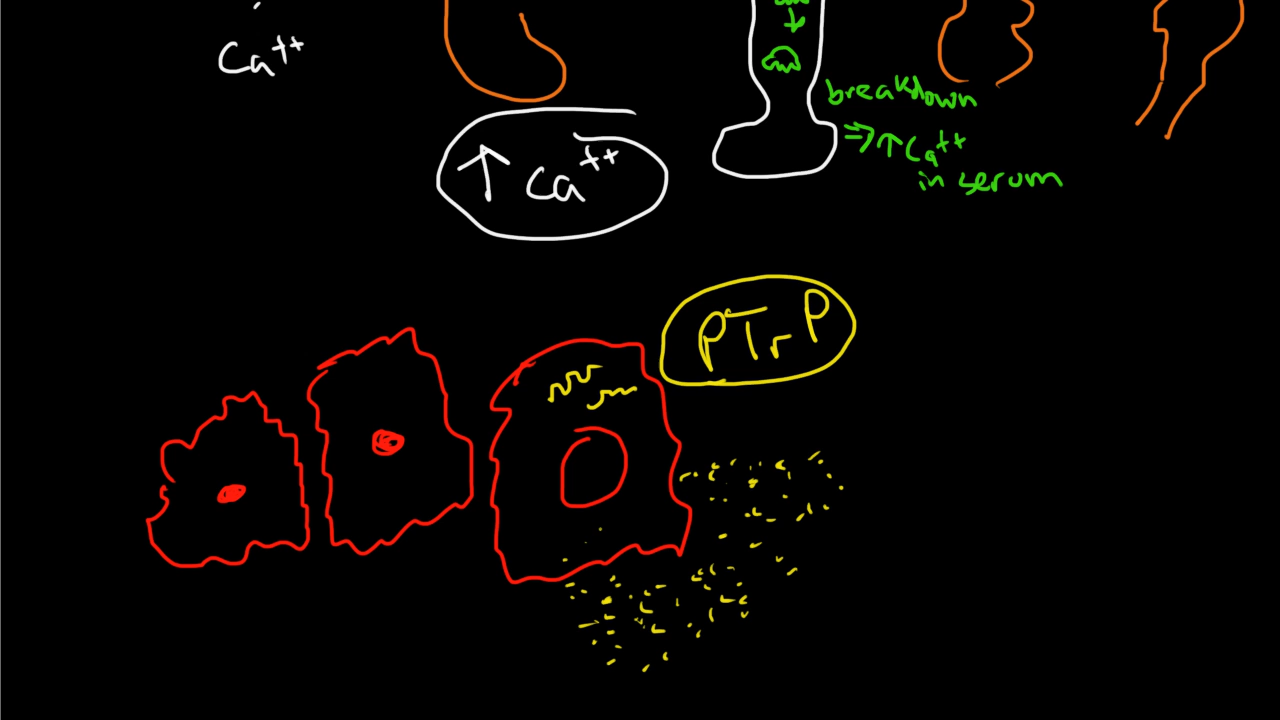 Ca++
breakdown
⇒↑Ca++
in serum
↑ Ca++
PTrP